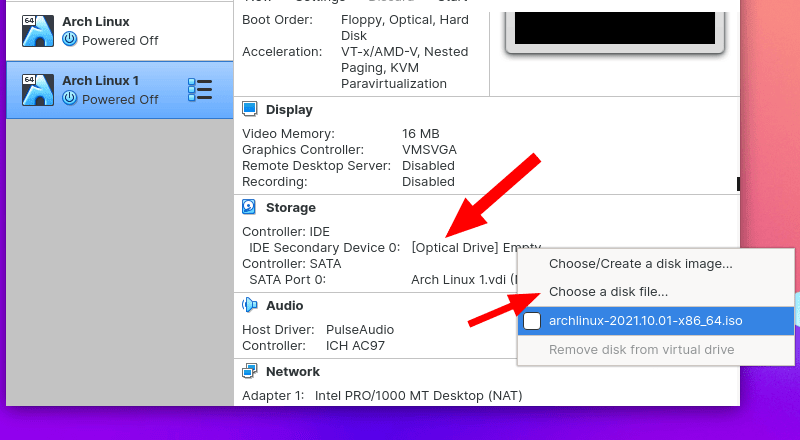 Arch Linux
64
Powered Off
Arch Linux 1
64
Powered Off
Boot Order: Floppy, Optical, Hard
Disk
Acceleration: VT-x/AMD-V, Nested
Paging, KVM
Paravirtualization
Display
Video Memory: 16 MB
Graphics Controller: VMSVGA
Remote Desktop Server: Disabled
Recording: Disabled
Storage
Controller: IDE
IDE Secondary Device 0: [Optical Drive] Empty
Controller: SATA
SATA Port 0: Arch Linux 1.vdi
Audio
Host Driver: PulseAudio
Controller: ICH AC97
Network
Adapter 1: Intel PRO/1000 MT Desktop (NAT)
Choose/Create a disk image...
Choose a disk file...
archlinux-2021.10.01-x86_64.iso
Remove disk from virtual drive